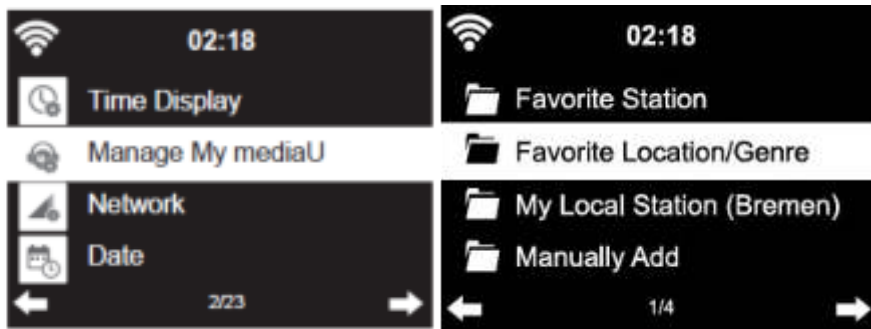 02:18
Time Display
Manage My mediaU
Network
Date
2/23
02:18
Favorite Station
Favorite Location/Genre
My Local Station (Bremen)
Manually Add
1/4